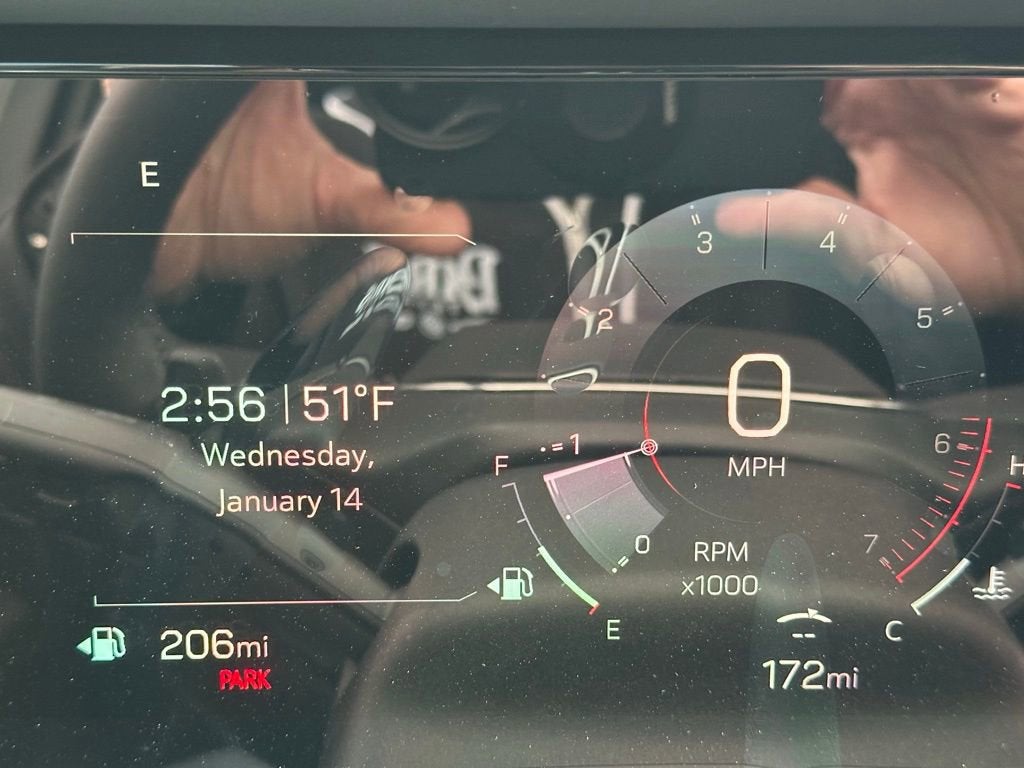 E
2:56 | 51°F
Wednesday,
January 14
206mi
PARK
F
E
0
1
2
3
4
5
6
7
0
MPH
RPM
x1000
H
C
--
172mi